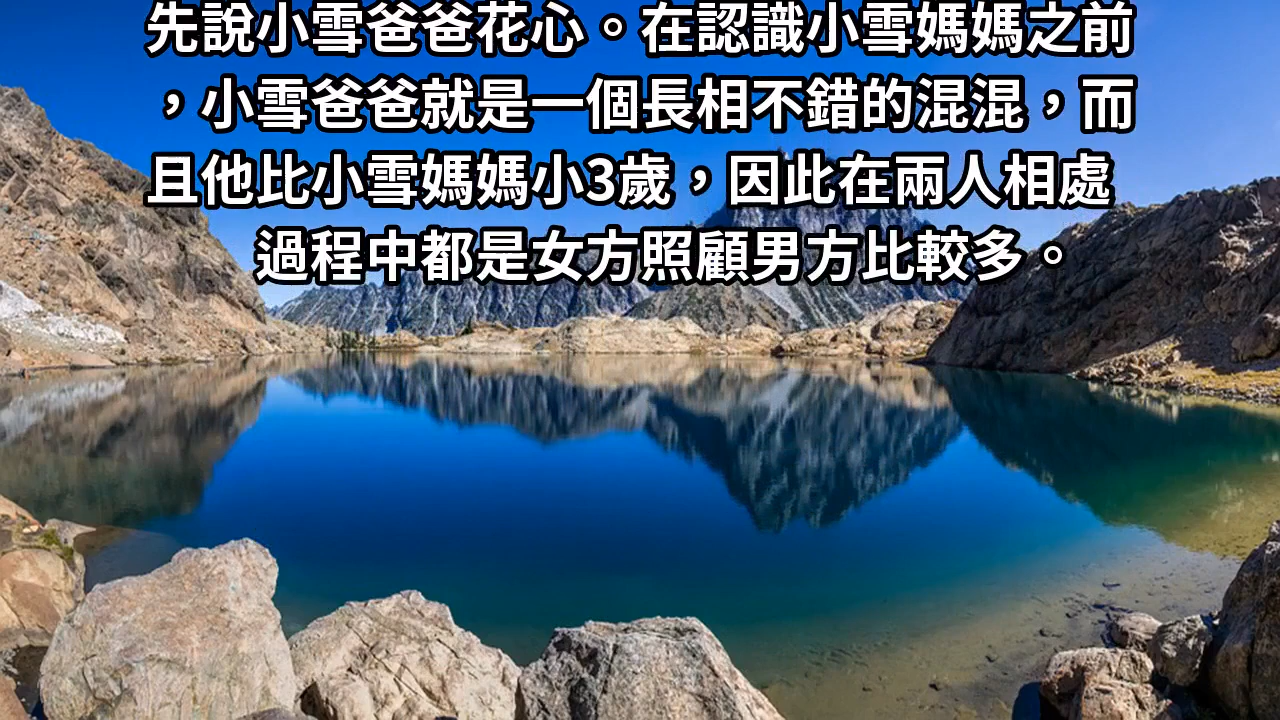 先說小雪爸爸花心。在認識小雪媽媽之前
，小雪爸爸就是一個長相不錯的混混，而
且他比小雪媽媽小3歲，因此在兩人相處
過程中都是女方照顧男方比較多。